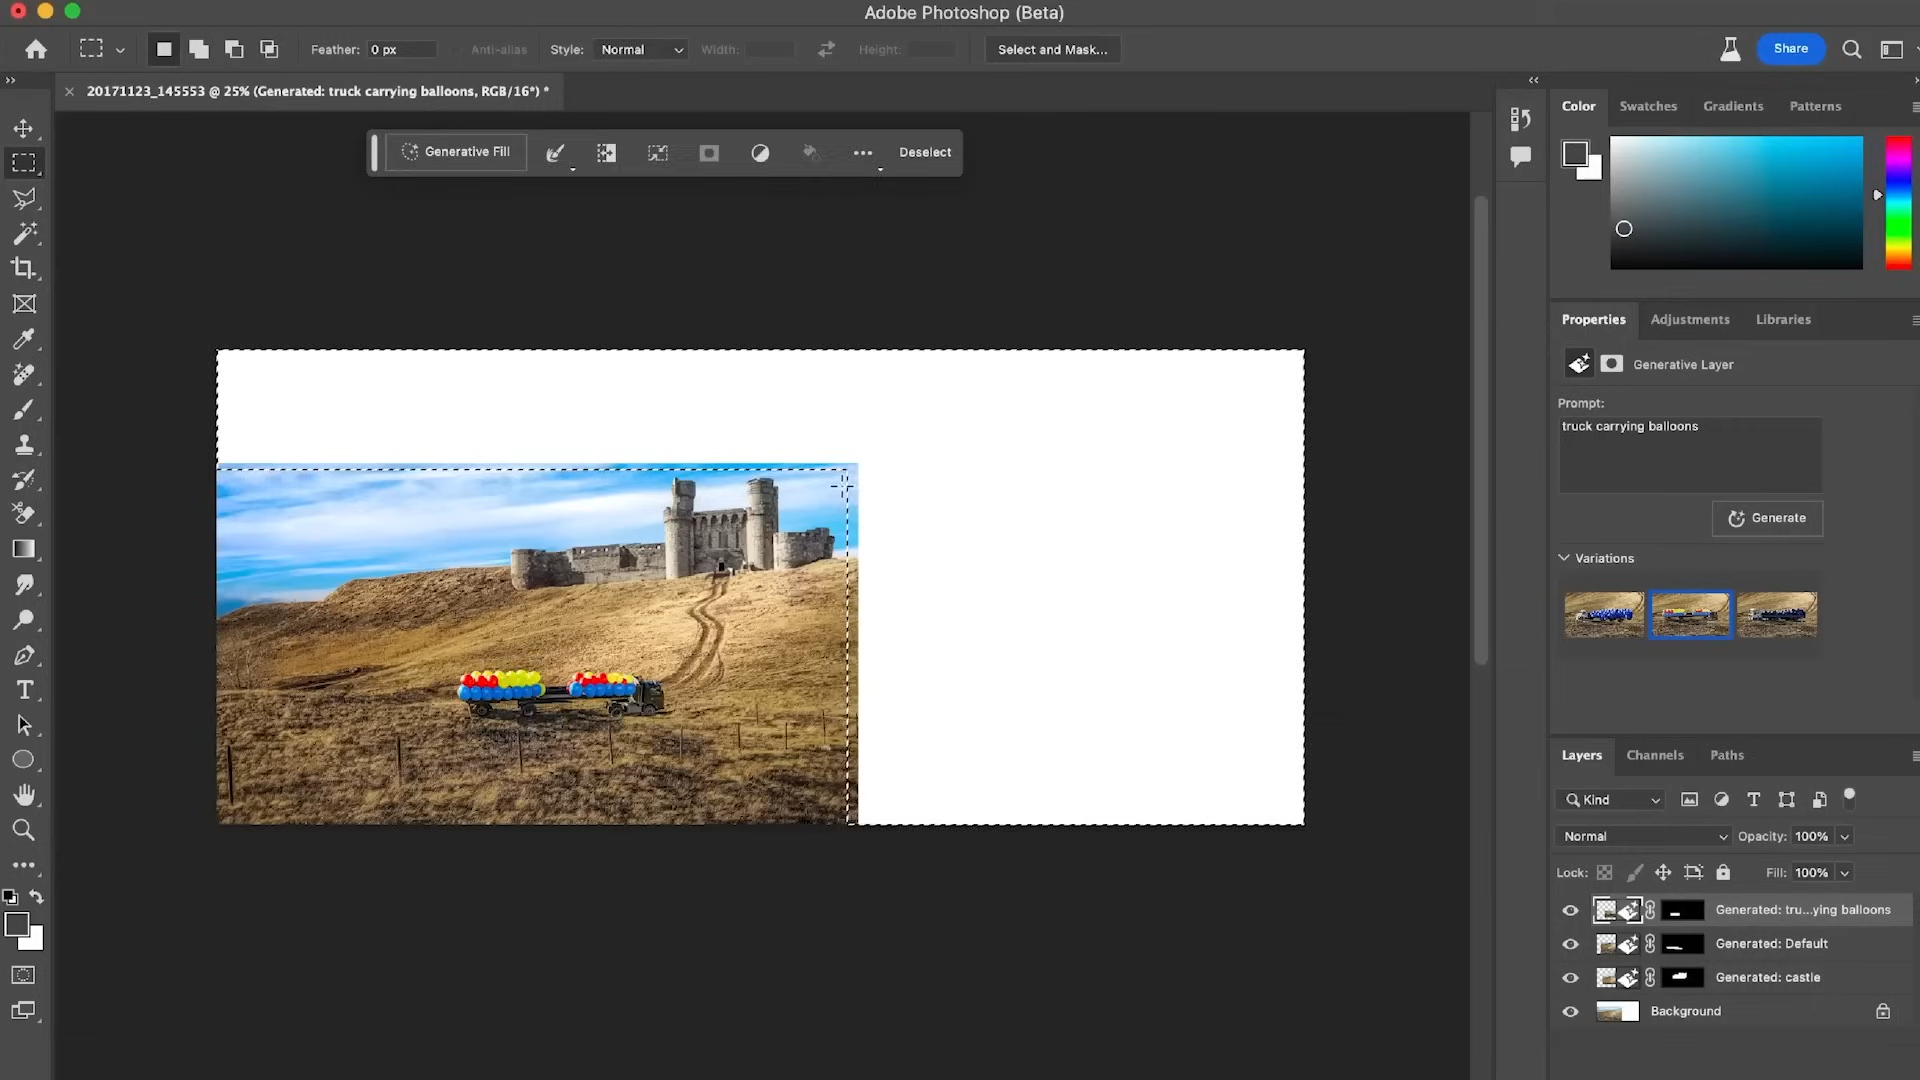 Adobe Photoshop (Beta)
Feather: 0 px Anti-alias Style: Normal Width: Height: Select and Mask... Share
20171123_145553 @ 25% (Generated: truck carrying balloons, RGB/16*) *
Generative Fill Deselect
Color Swatches Gradients Patterns
Properties Adjustments Libraries
Generative Layer
Prompt:
truck carrying balloons
Generate
Variations
Layers Channels Paths
Kind
Normal Opacity: 100%
Lock: Fill: 100%
Generated: tru...ying balloons
Generated: Default
Generated: castle
Background